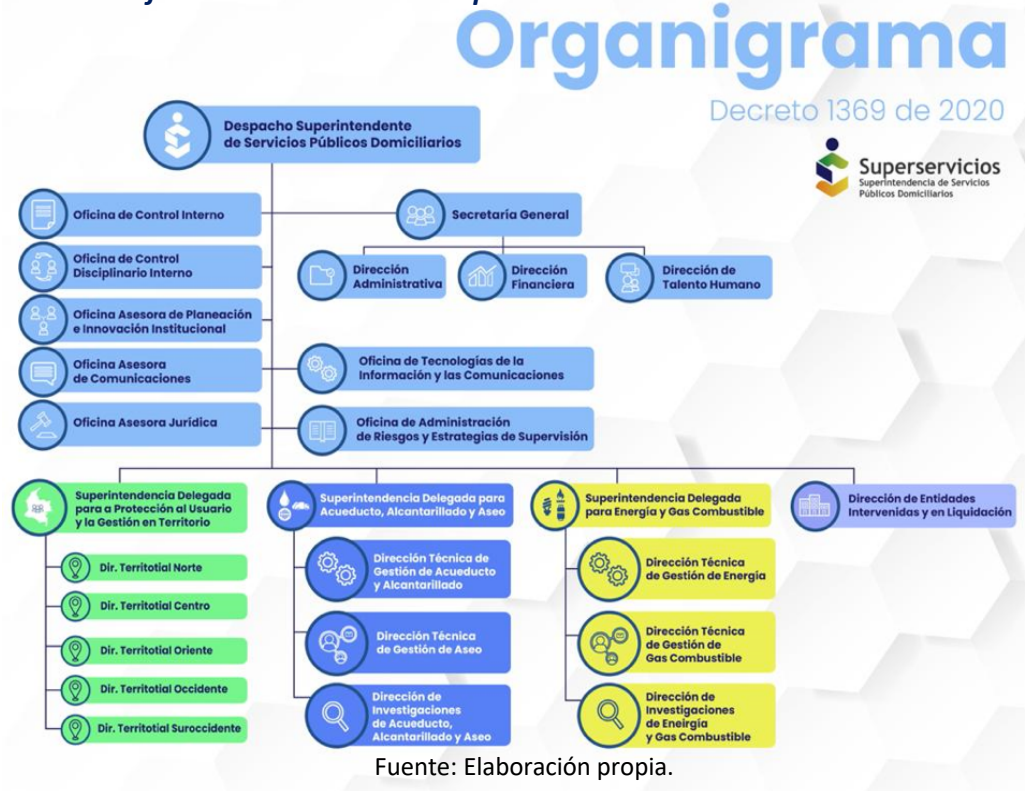 Organigrama
Decreto 1369 de 2020
Superservicios
Superintendencia de Servicios
Públicos Domiciliarios
Despacho Superintendente
de Servicios Públicos Domiciliarios
Oficina de Control Interno
Secretaría General
Oficina de Control
Disciplinario Interno
Dirección
Administrativa
Dirección
Financiera
Dirección de
Talento Humano
Oficina Asesora de Planeación
e Innovación Institucional
Oficina Asesora
de Comunicaciones
Oficina de Tecnologías de la
Información y las Comunicaciones
Oficina Asesora Jurídica
Oficina de Administración
de Riesgos y Estrategias de Supervisión
Superintendencia Delegada
para a Protección al Usuario
y la Gestión en Territorio
Dir. Territotial Norte
Dir. Territotial Centro
Dir. Territotial Oriente
Dir. Territotial Occidente
Dir. Territotial Suroccidente
Superintendencia Delegada para
Acueducto, Alcantarillado y Aseo
Dirección Técnica de
Gestión de Acueducto
y Alcantarillado
Dirección Técnica
de Gestión de Aseo
Dirección de
Investigaciones
de Acueducto,
Alcantarillado y Aseo
Superintendencia Delegada
para Energía y Gas Combustible
Dirección Técnica
de Gestión de Energía
Dirección Técnica
de Gestión de
Gas Combustible
Dirección de
Investigaciones
de Eneirgía
y Gas Combustible
Dirección de Entidades
Intervenidas y en Liquidación
Fuente: Elaboración propia.